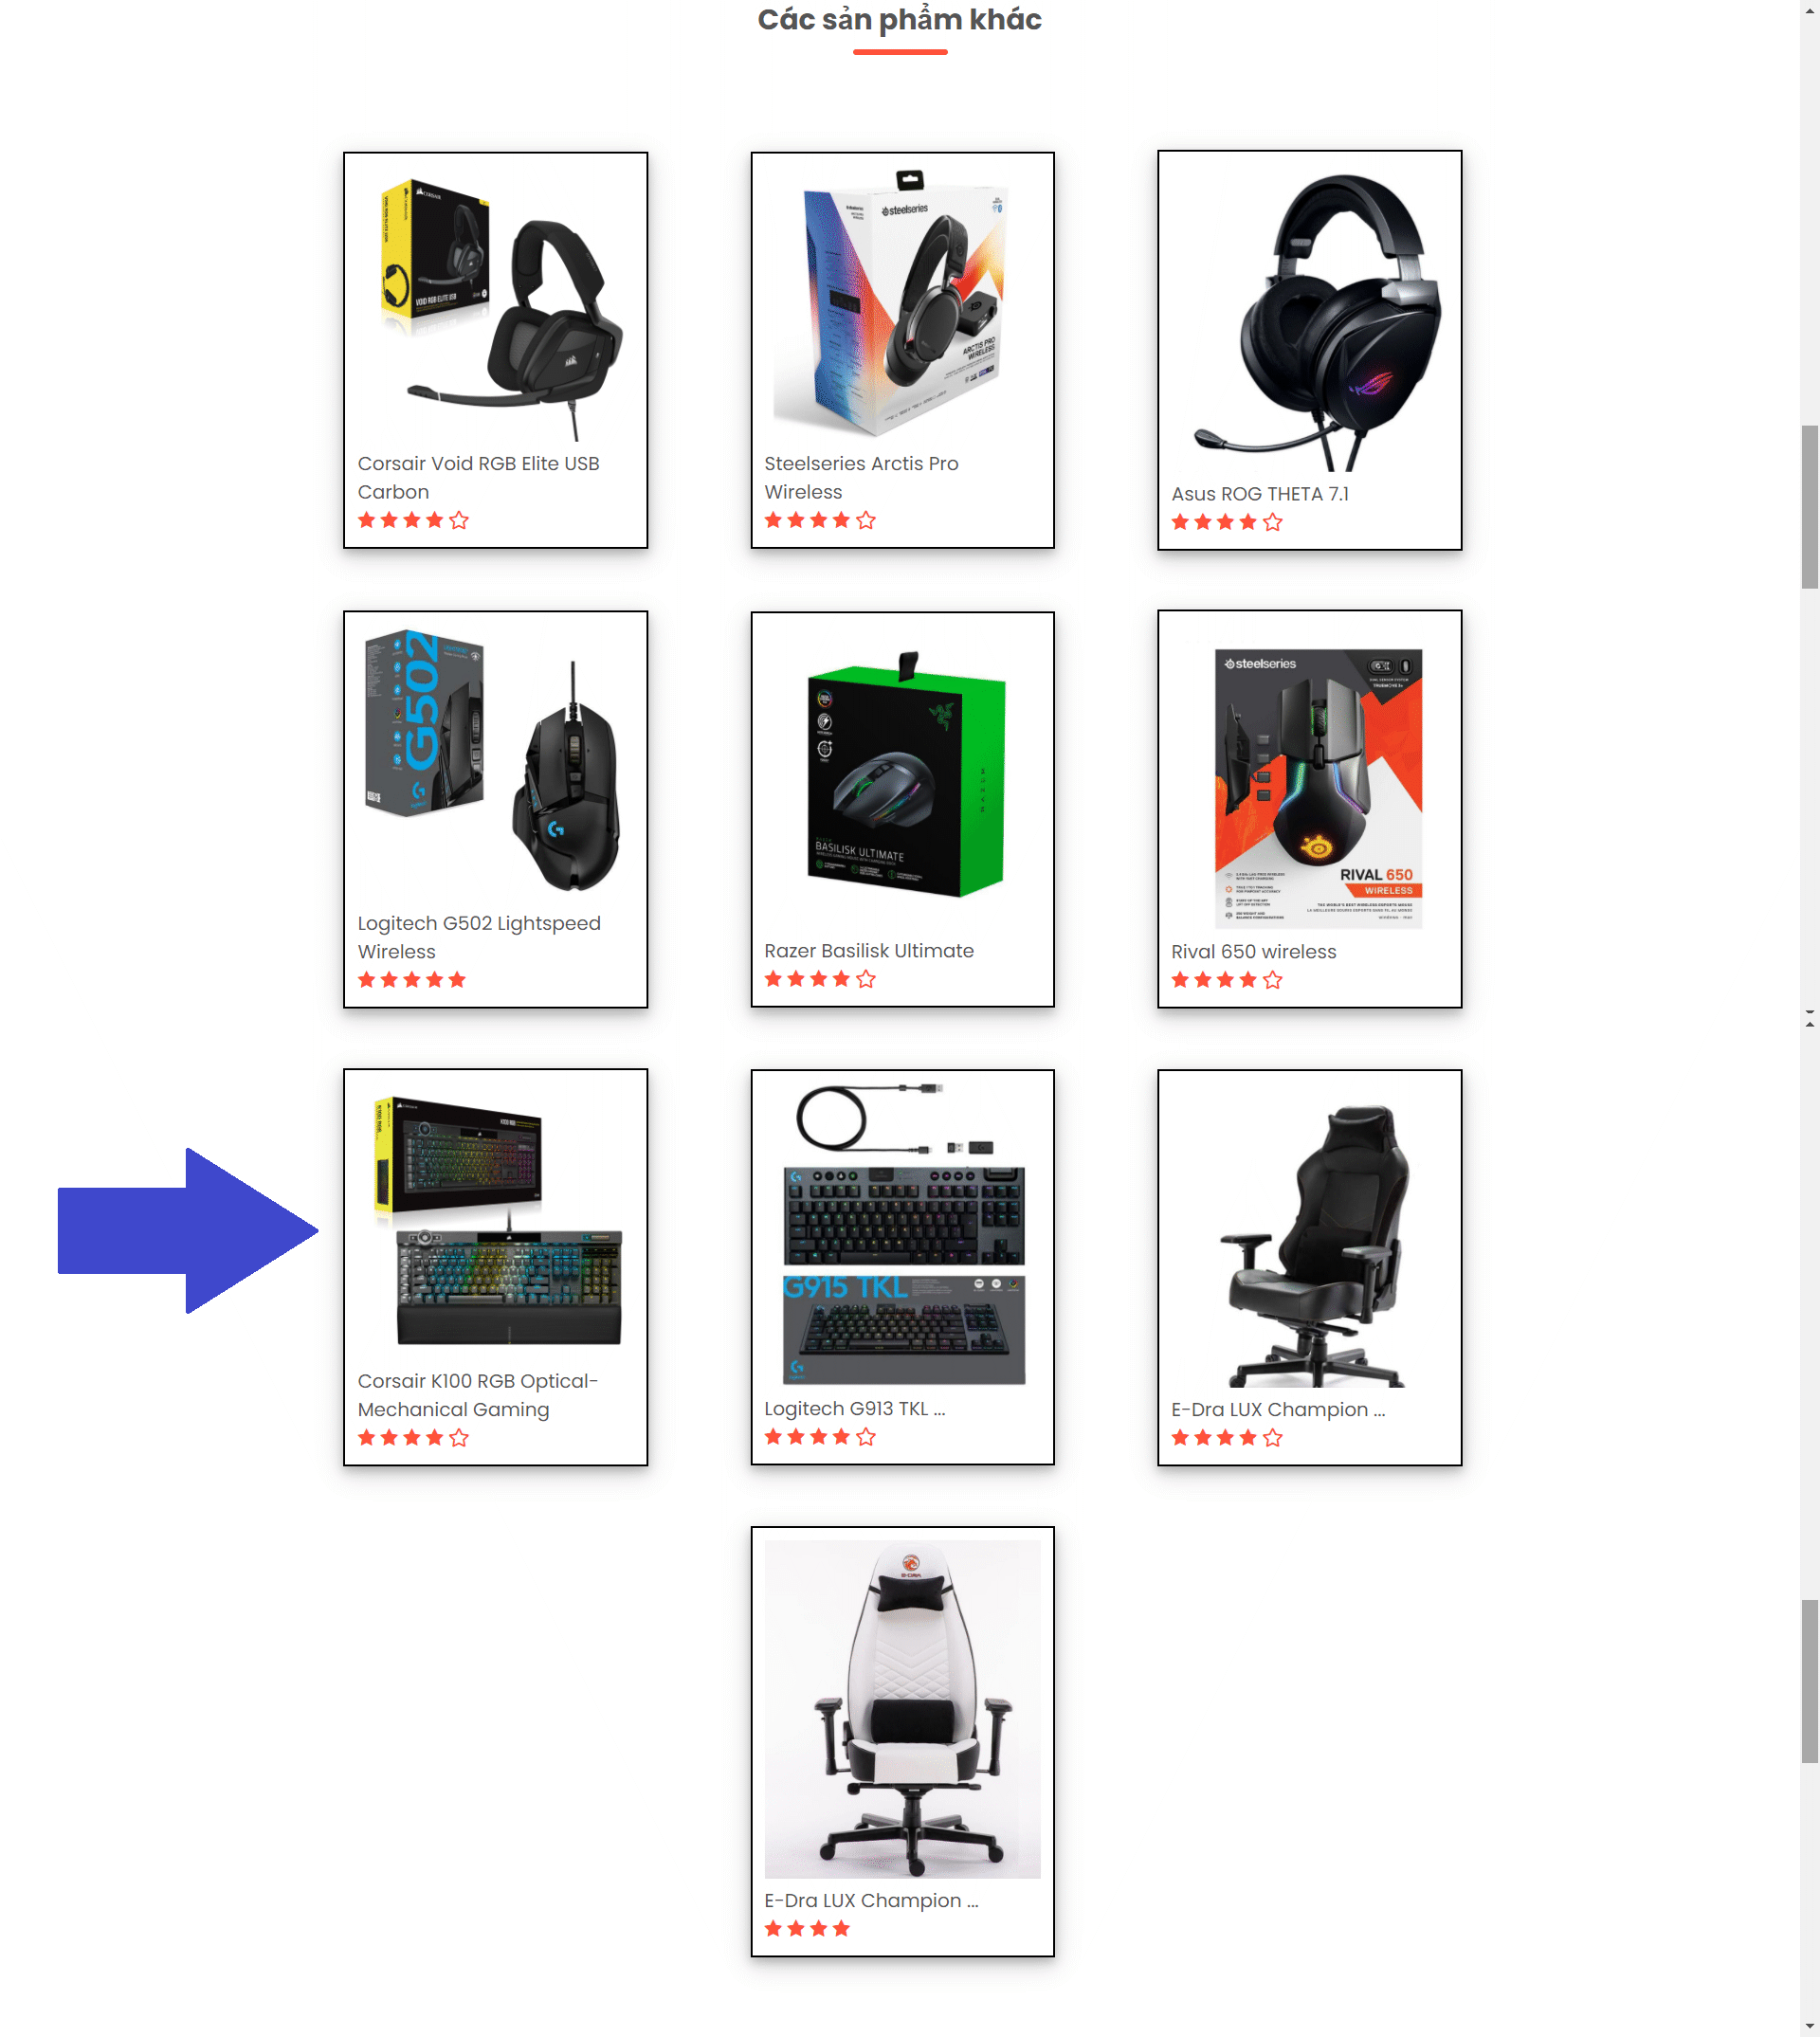 Các sản phẩm khác
CORSAIR
VOID RGB ELITE USB
Corsair Void RGB Elite USB
Carbon
steelseries
ARCTIS PRO
WIRELESS
Steelseries Arctis Pro
Wireless
Asus ROG THETA 7.1
G502
Logitech G502 Lightspeed
Wireless
RAZER
BASILISK ULTIMATE
Razer Basilisk Ultimate
steelseries
RIVAL 650
WIRELESS
Rival 650 wireless
K100 RGB
Corsair K100 RGB Optical-
Mechanical Gaming
G915 TKL
Logitech G913 TKL ...
E-Dra LUX Champion ...
E-DRA
E-Dra LUX Champion ...